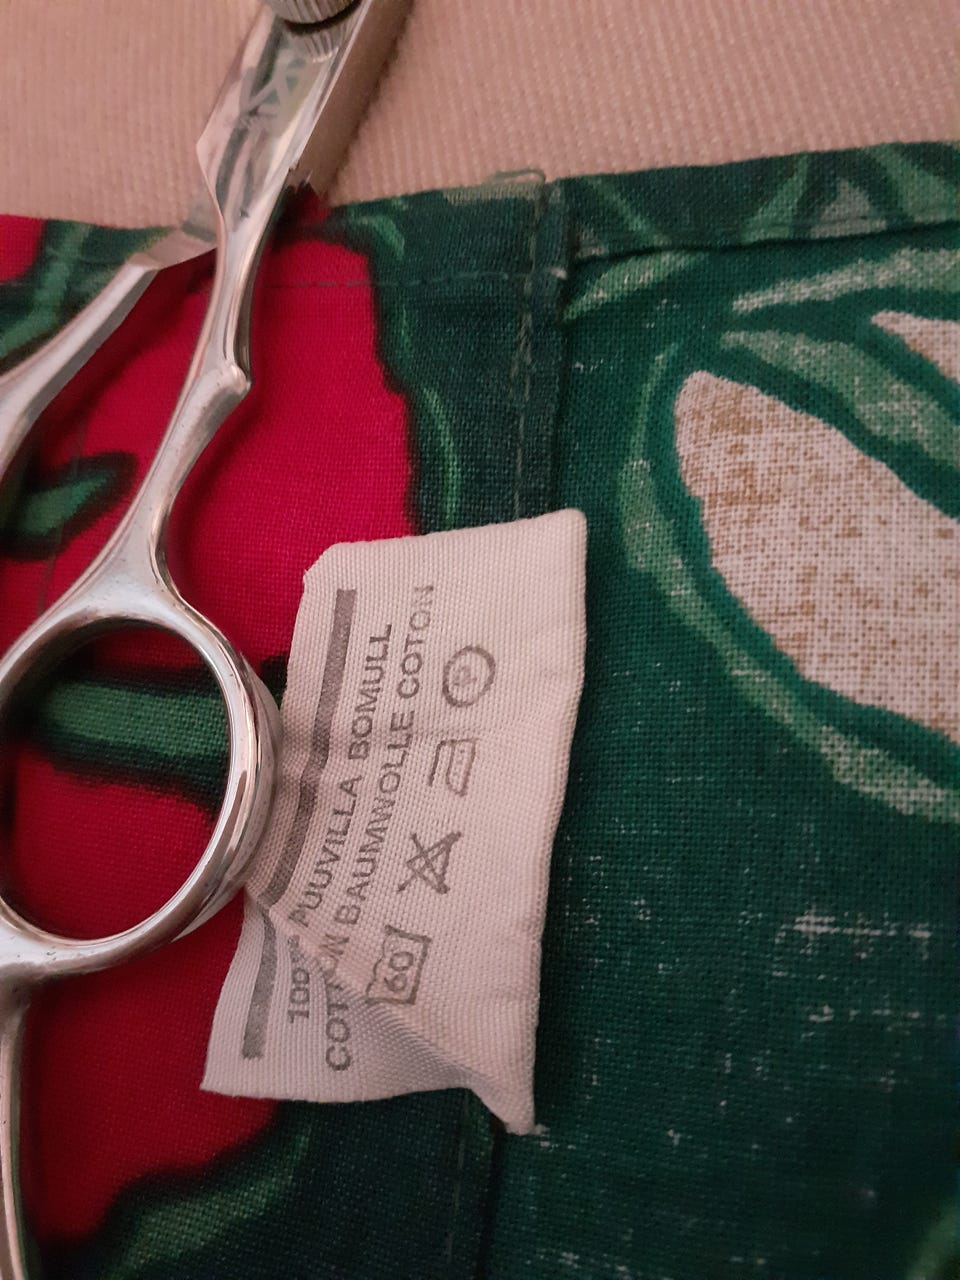 100% PUUVILLA BOMULL
COTTON BAUMWOLLE COTON
60